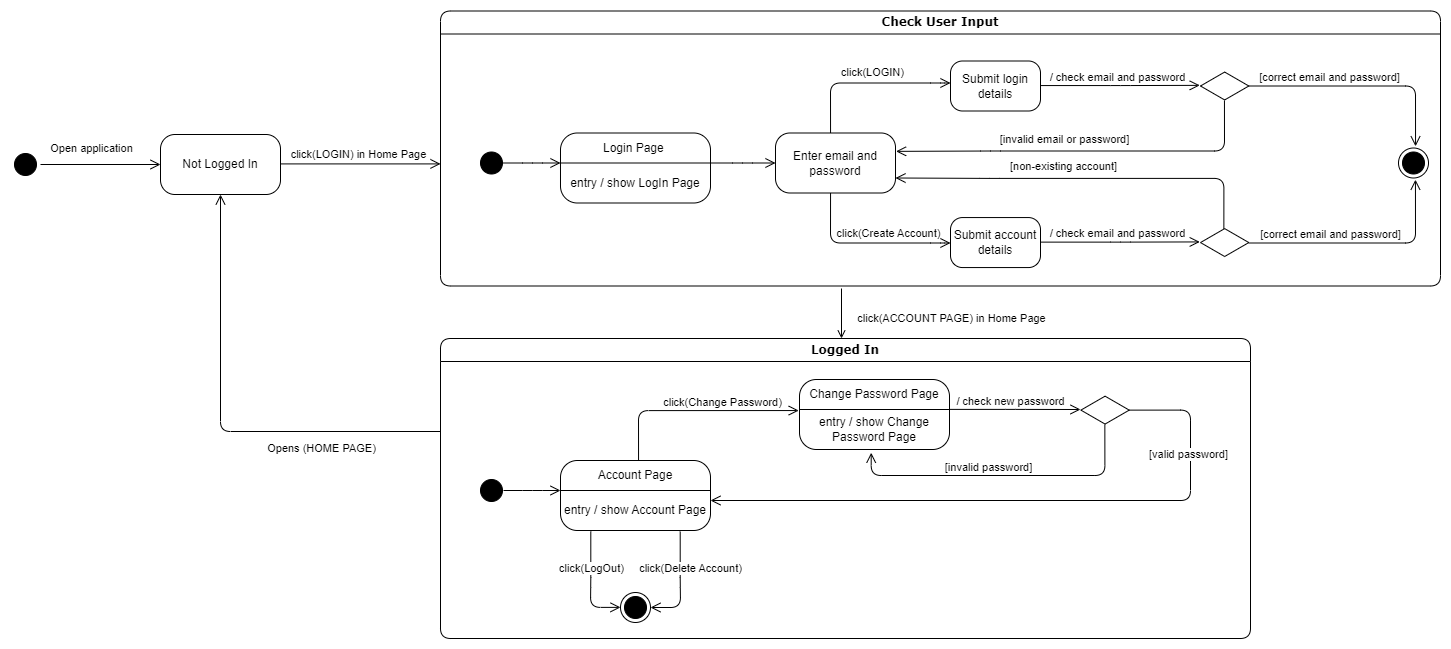 Check User Input
click(LOGIN)
Submit login
details
/ check email and password
[correct email and password]
Open application
Not Logged In
click(LOGIN) in Home Page
Login Page
entry / show LogIn Page
Enter email and
password
[invalid email or password]
[non-existing account]
click(Create Account)
Submit account
details
/ check email and password
[correct email and password]
click(ACCOUNT PAGE) in Home Page
Logged In
click(Change Password)
Change Password Page
entry / show Change
Password Page
/ check new password
[invalid password]
[valid password]
Opens (HOME PAGE)
Account Page
entry / show Account Page
click(LogOut)
click(Delete Account)